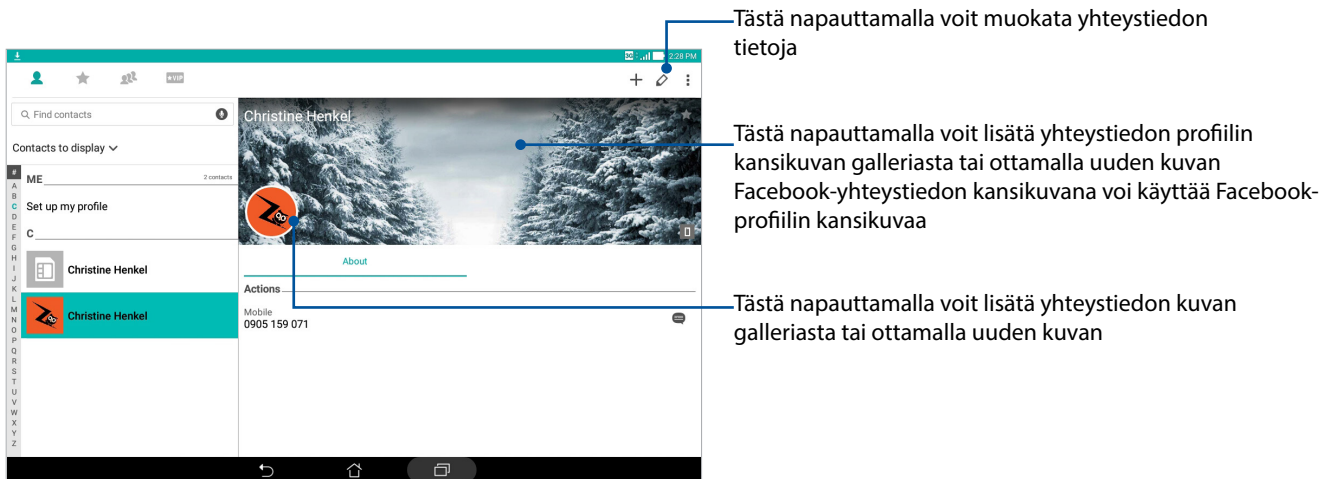 Tästä napauttamalla voit muokata yhteystiedon
tietoja
3G 2:28 PM
VIP
Find contacts
Christine Henkel
Contacts to display
Tästä napauttamalla voit lisätä yhteystiedon profiilin
kansikuvan galleriasta tai ottamalla uuden kuvan
Facebook-yhteystiedon kansikuvana voi käyttää Facebook-
profiilin kansikuvaa
#
A
B
C
D
E
F
G
H
I
J
K
L
M
N
O
P
Q
R
S
T
U
V
W
X
Y
Z
ME 2 contacts
Set up my profile
C
Christine Henkel
Christine Henkel
About
Actions
Mobile
0905 159 071
Tästä napauttamalla voit lisätä yhteystiedon kuvan
galleriasta tai ottamalla uuden kuvan